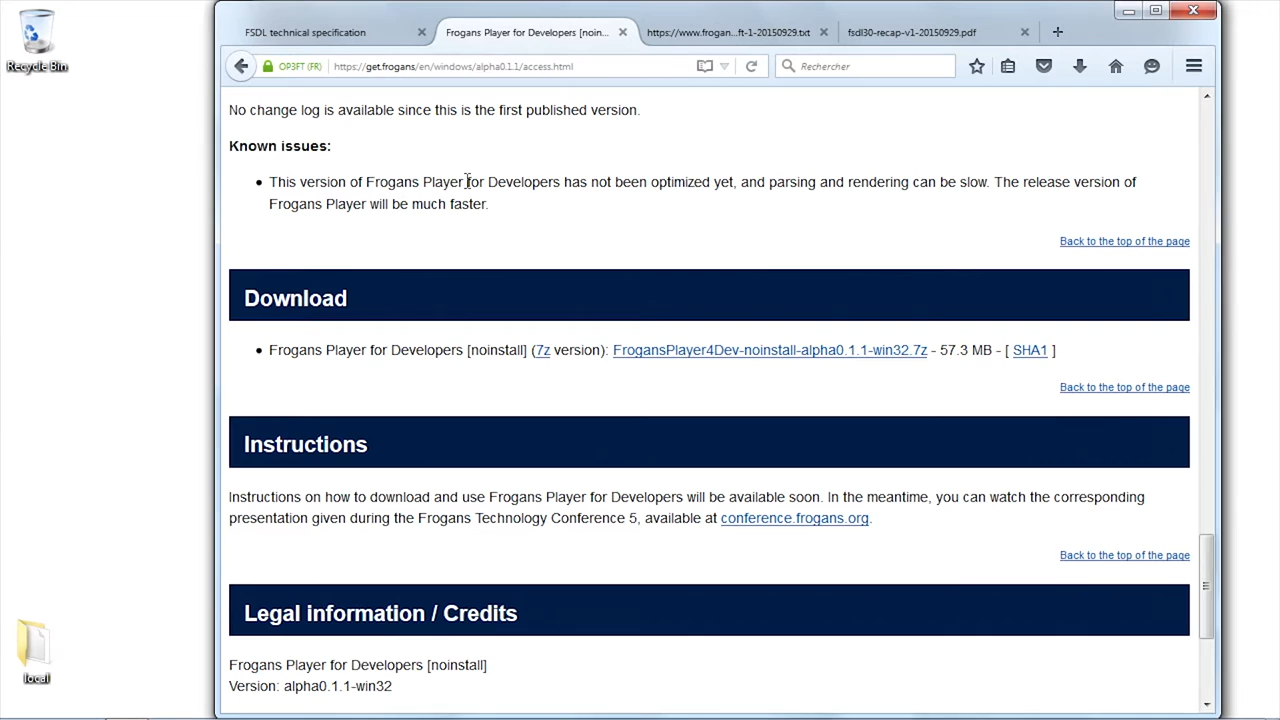 FSDL technical specification
Frogans Player for Developers [noin...
https://www.frogan...ft-1-20150929.txt
fsdl30-recap-v1-20150929.pdf
OP3FT (FR)
https://get.frogans/en/windows/alpha0.1.1/access.html
Rechercher
Recycle Bin
No change log is available since this is the first published version.
Known issues:
This version of Frogans Player for Developers has not been optimized yet, and parsing and rendering can be slow. The release version of
Frogans Player will be much faster.
Back to the top of the page
Download
Frogans Player for Developers [noinstall] (7z version): FrogansPlayer4Dev-noinstall-alpha0.1.1-win32.7z - 57.3 MB - [ SHA1 ]
Back to the top of the page
Instructions
Instructions on how to download and use Frogans Player for Developers will be available soon. In the meantime, you can watch the corresponding
presentation given during the Frogans Technology Conference 5, available at conference.frogans.org.
Back to the top of the page
Legal information / Credits
Frogans Player for Developers [noinstall]
Version: alpha0.1.1-win32
local